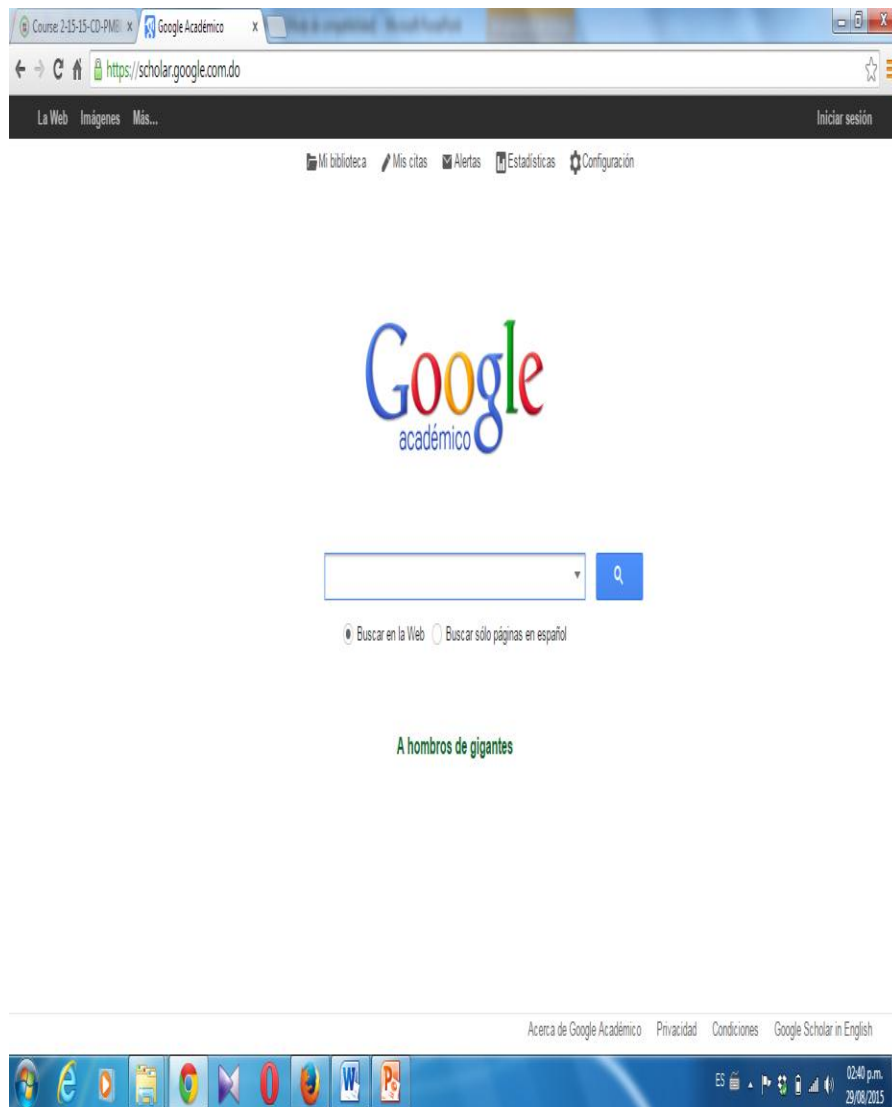 Course: 2-15-15-CD-PMB x Google Académico x
https://scholar.google.com.do
La Web Imágenes Más... Iniciar sesión
Mi biblioteca Mis citas Alertas Estadísticas Configuración
Google
académico
Buscar en la Web Buscar sólo páginas en español
A hombros de gigantes
Acerca de Google Académico Privacidad Condiciones Google Scholar in English
ES 02:40 p.m.
29/08/2015